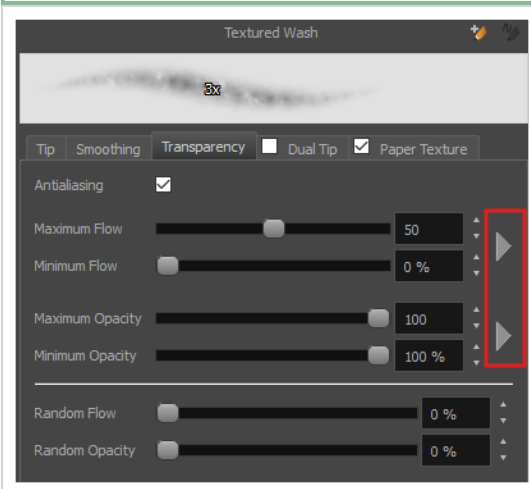 Textured Wash
3x
Tip Smoothing Transparency Dual Tip Paper Texture
Antialiasing
Maximum Flow 50
Minimum Flow 0 %
Maximum Opacity 100
Minimum Opacity 100 %
Random Flow 0 %
Random Opacity 0 %